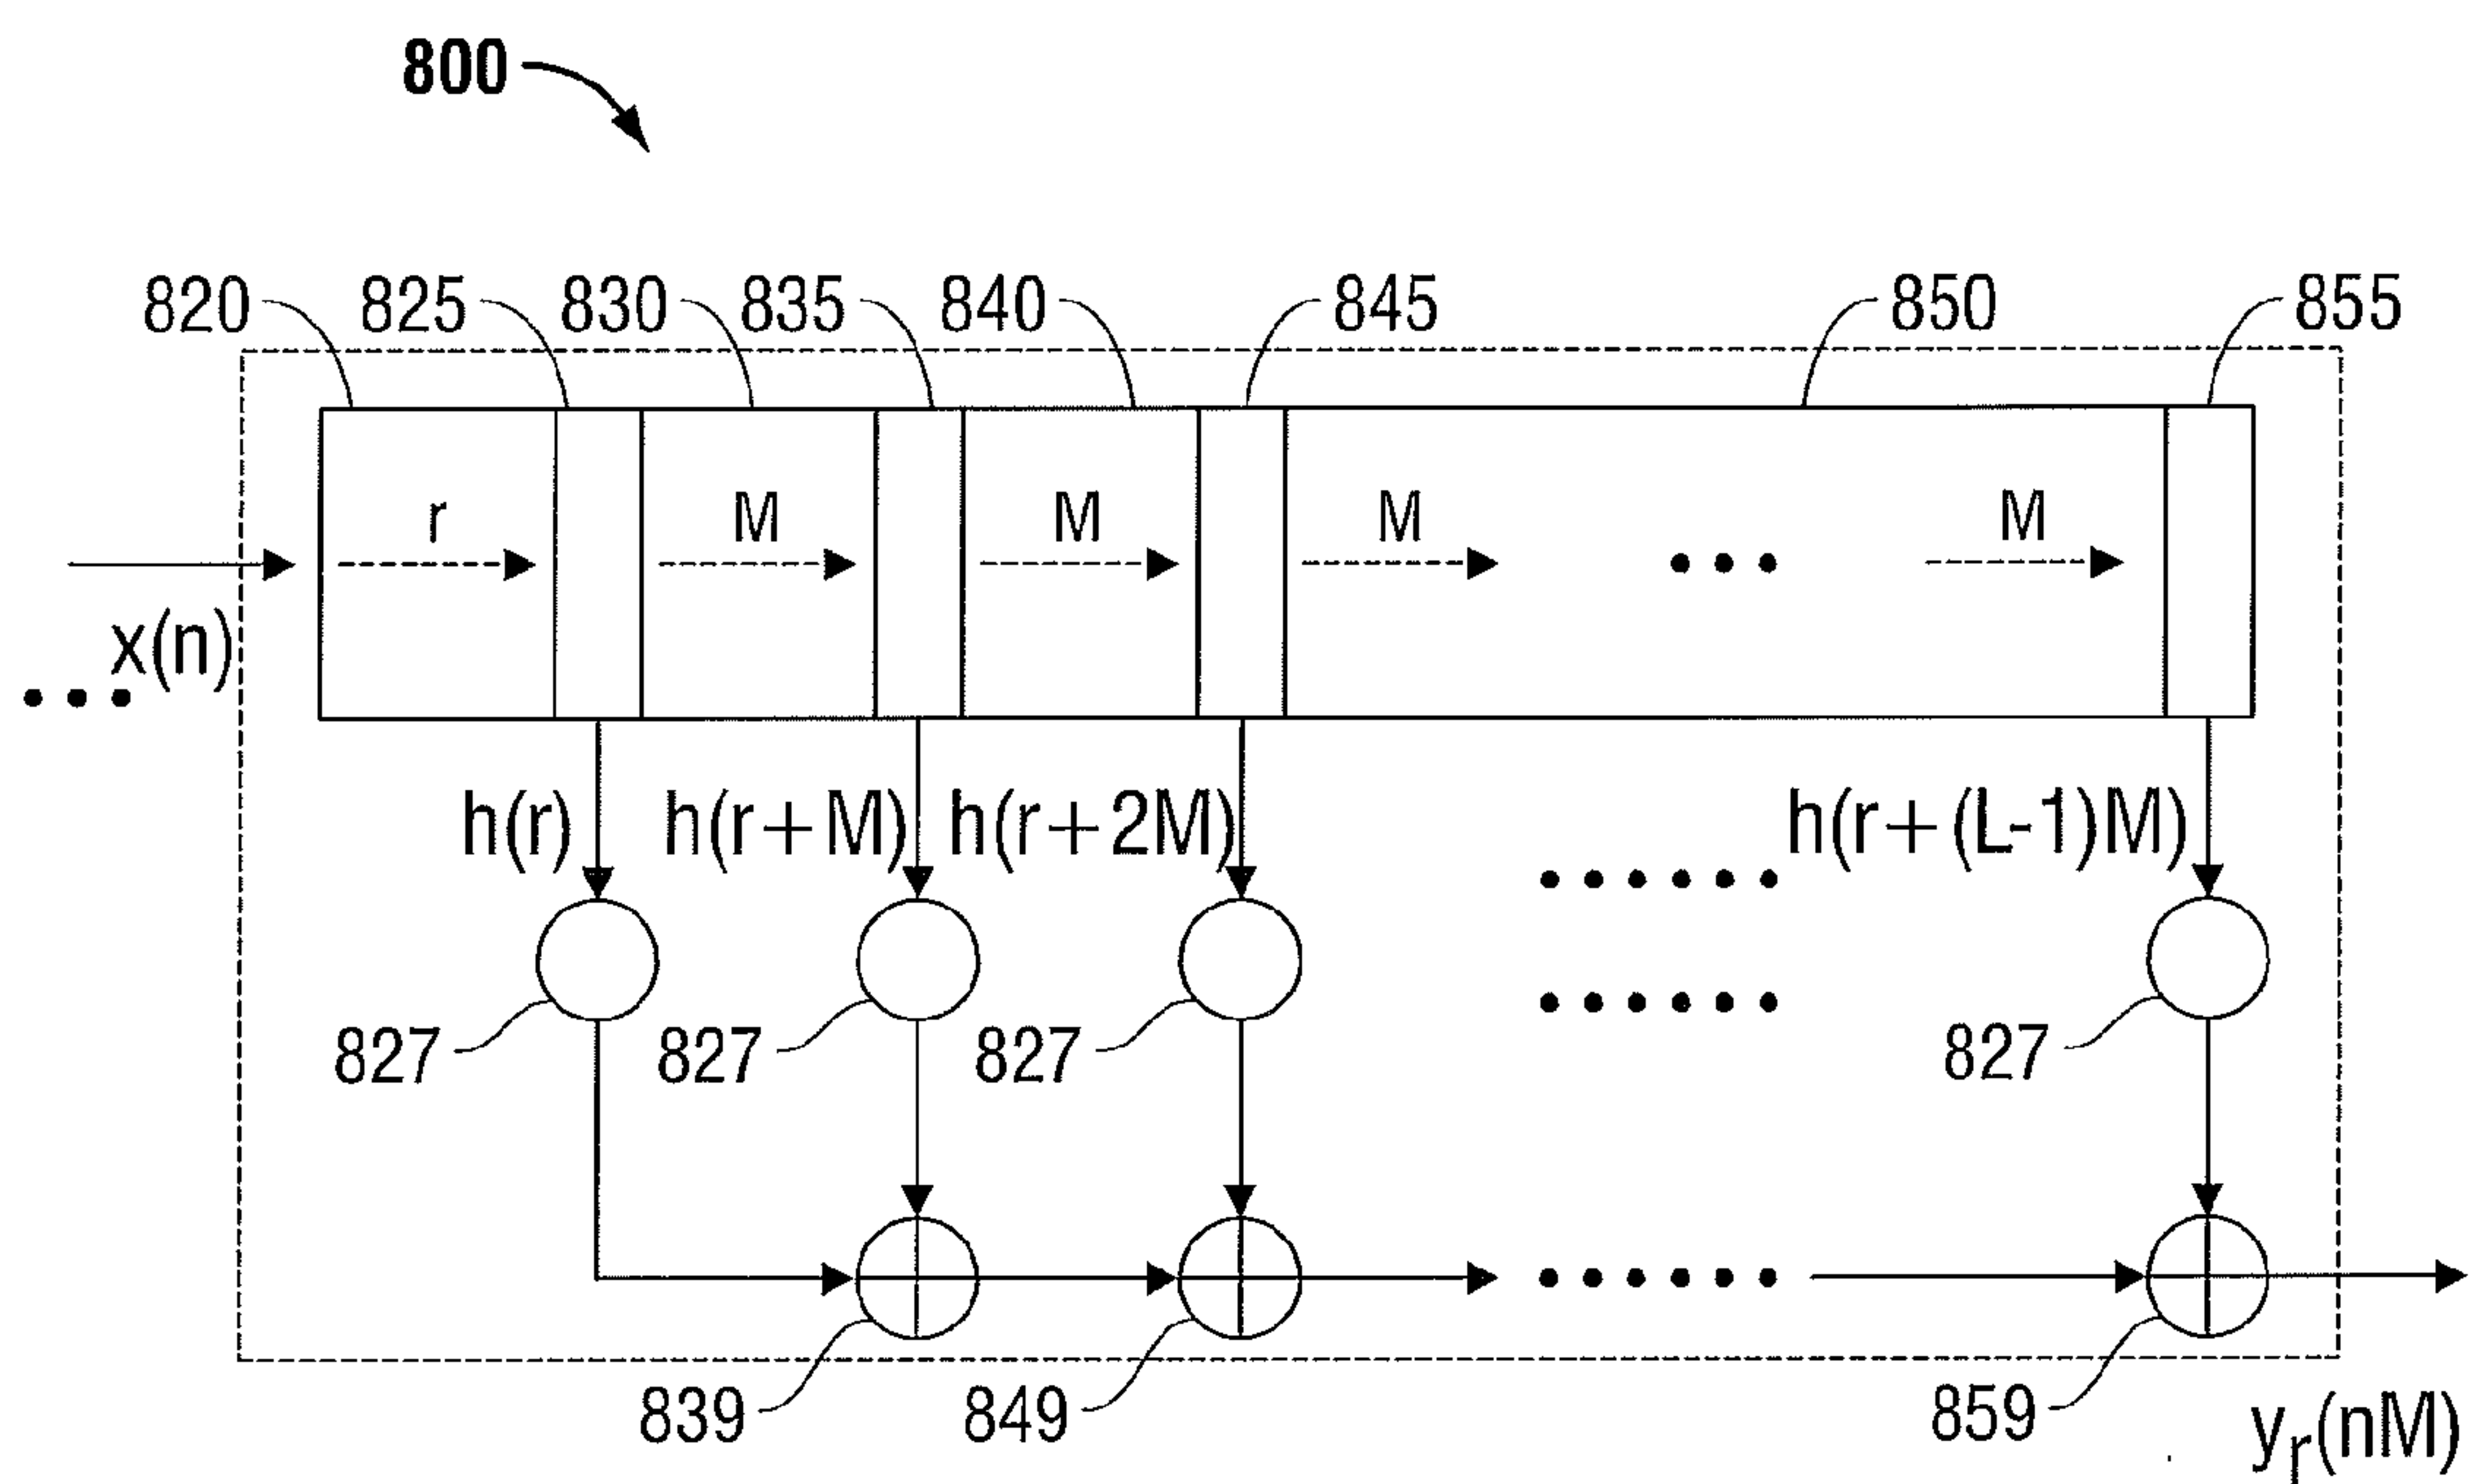 800
820 825 830 835 840 845 850 855
r M M M ••• M
x(n)
•••
h(r) h(r+M) h(r+2M) •••••• h(r+(L-1)M)
••••••
827 827 827 827
••••••
839 849 859 yr(nM)